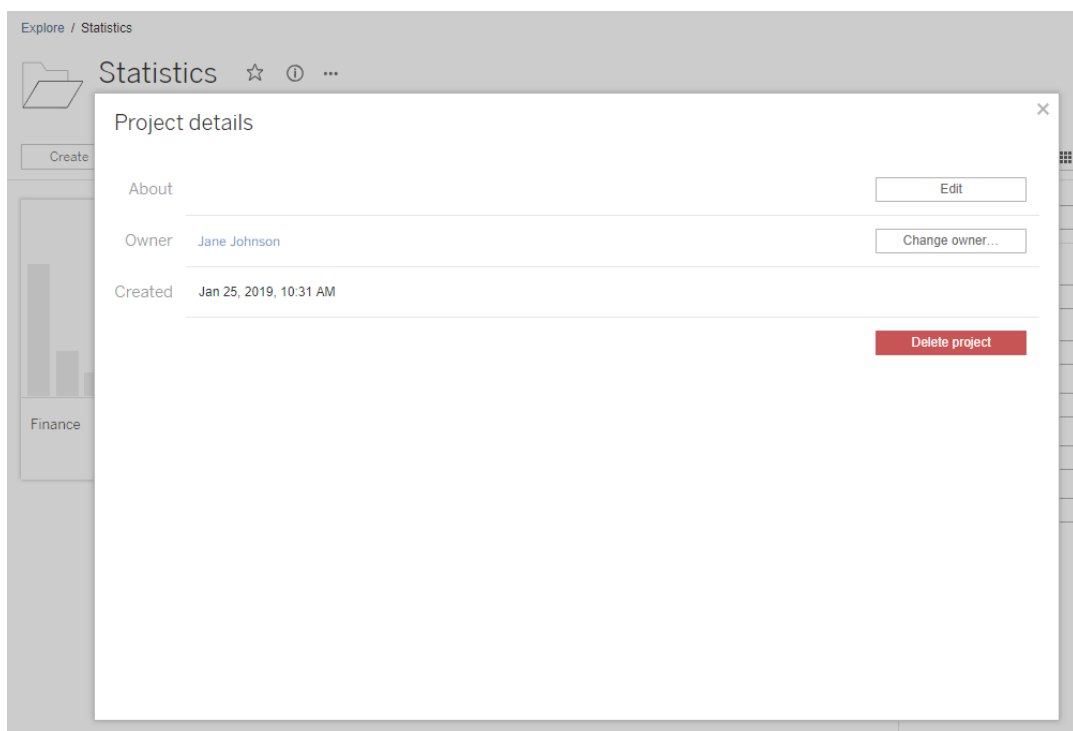 Explore / Statistics
Statistics
Project details
Create
About
Edit
Owner
Jane Johnson
Change owner...
Created
Jan 25, 2019, 10:31 AM
Delete project
Finance